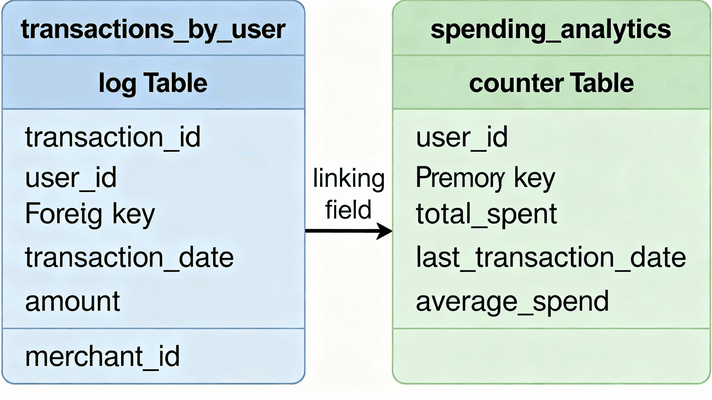 transactions_by_user
log Table
transaction_id
user_id
Foreig key
transaction_date
amount
merchant_id
linking
field
spending_analytics
counter Table
user_id
Premory key
total_spent
last_transaction_date
average_spend